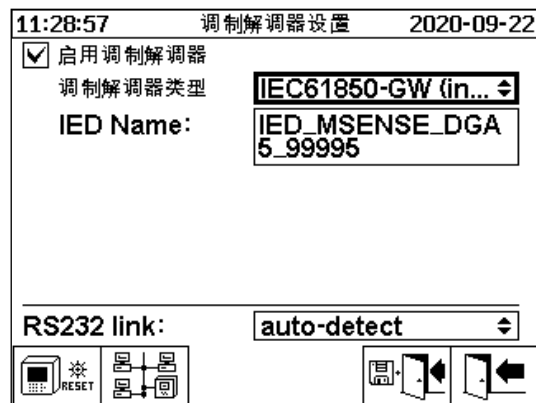 11:28:57 调制解调器设置 2020-09-22
启用调制解调器
调制解调器类型 IEC61850-GW (in...
IED Name: IED_MSENSE_DGA
5_99995
RS232 link: auto-detect
RESET